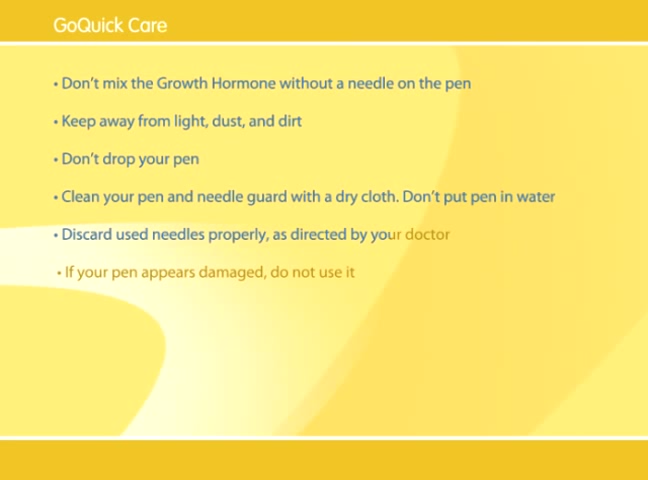 GoQuick Care
• Don't mix the Growth Hormone without a needle on the pen
• Keep away from light, dust, and dirt
• Don't drop your pen
• Clean your pen and needle guard with a dry cloth. Don't put pen in water
• Discard used needles properly, as directed by your doctor
• If your pen appears damaged, do not use it